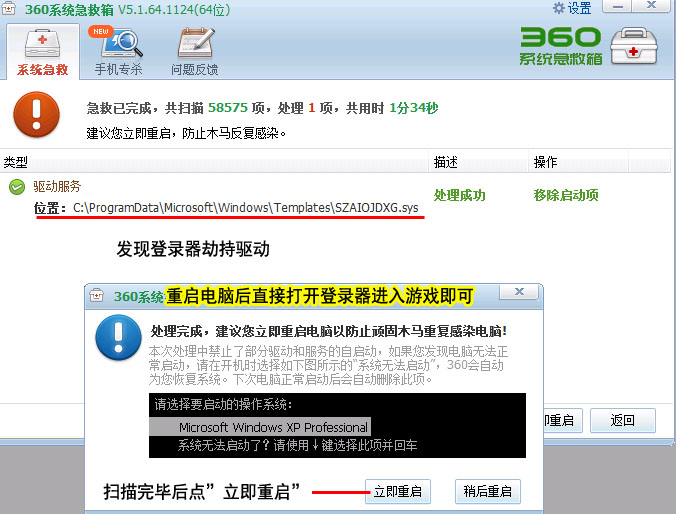 360系统急救箱 V5.1.64.1124(64位)
设置
系统急救
NEW
手机专杀
问题反馈
360
系统急救箱
急救已完成，共扫描 58575 项，处理 1 项，共用时 1分34秒
建议您立即重启，防止木马反复感染。
类型 描述 操作
驱动服务
位置：C:\ProgramData\Microsoft\Windows\Templates\SZAIOJDXG.sys
处理成功 移除启动项
发现登录器劫持驱动
360系统
重启电脑后直接打开登录器进入游戏即可
处理完成，建议您立即重启电脑以防止顽固木马重复感染电脑!
本次处理中禁止了部分驱动和服务的自启动，如果您发现电脑无法正
常启动，请在开机时选择如下图所示的“系统无法启动”，360会自动
为您恢复系统。下次电脑正常启动后会自动删除此项。
请选择要启动的操作系统：
Microsoft Windows XP Professional
系统无法启动了？请使用↓键选择此项并回车
即重启 返回
扫描完毕后点”立即重启”
立即重启 稍后重启